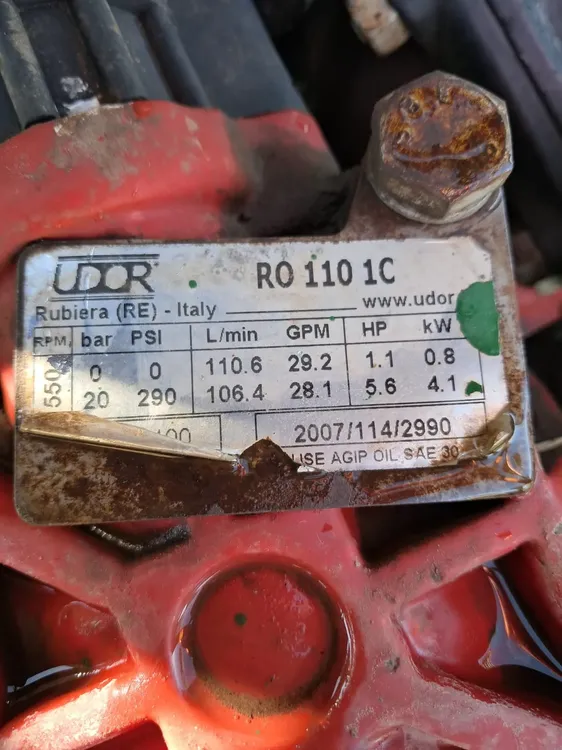 UDOR RO 110 1C
Rubiera (RE) - Italy www.udor
RPM bar PSI L/min GPM HP kW
550 0 0 110.6 29.2 1.1 0.8
20 290 106.4 28.1 5.6 4.1
2007/114/2990
USE AGIP OIL SAE 30